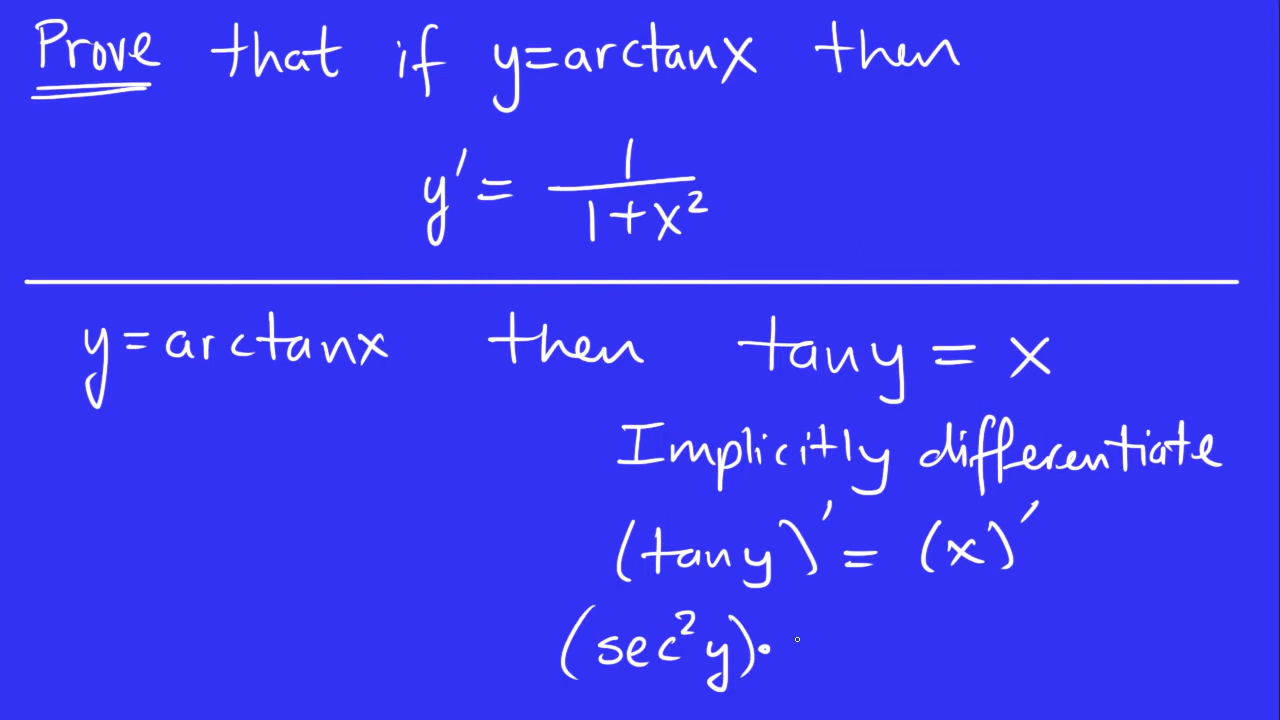 Prove that if y=arctanx then
y' = 1/(1+x²)
y=arctanx then tany = x
Implicitly differentiate
(tany)' = (x)'
(sec²y)·